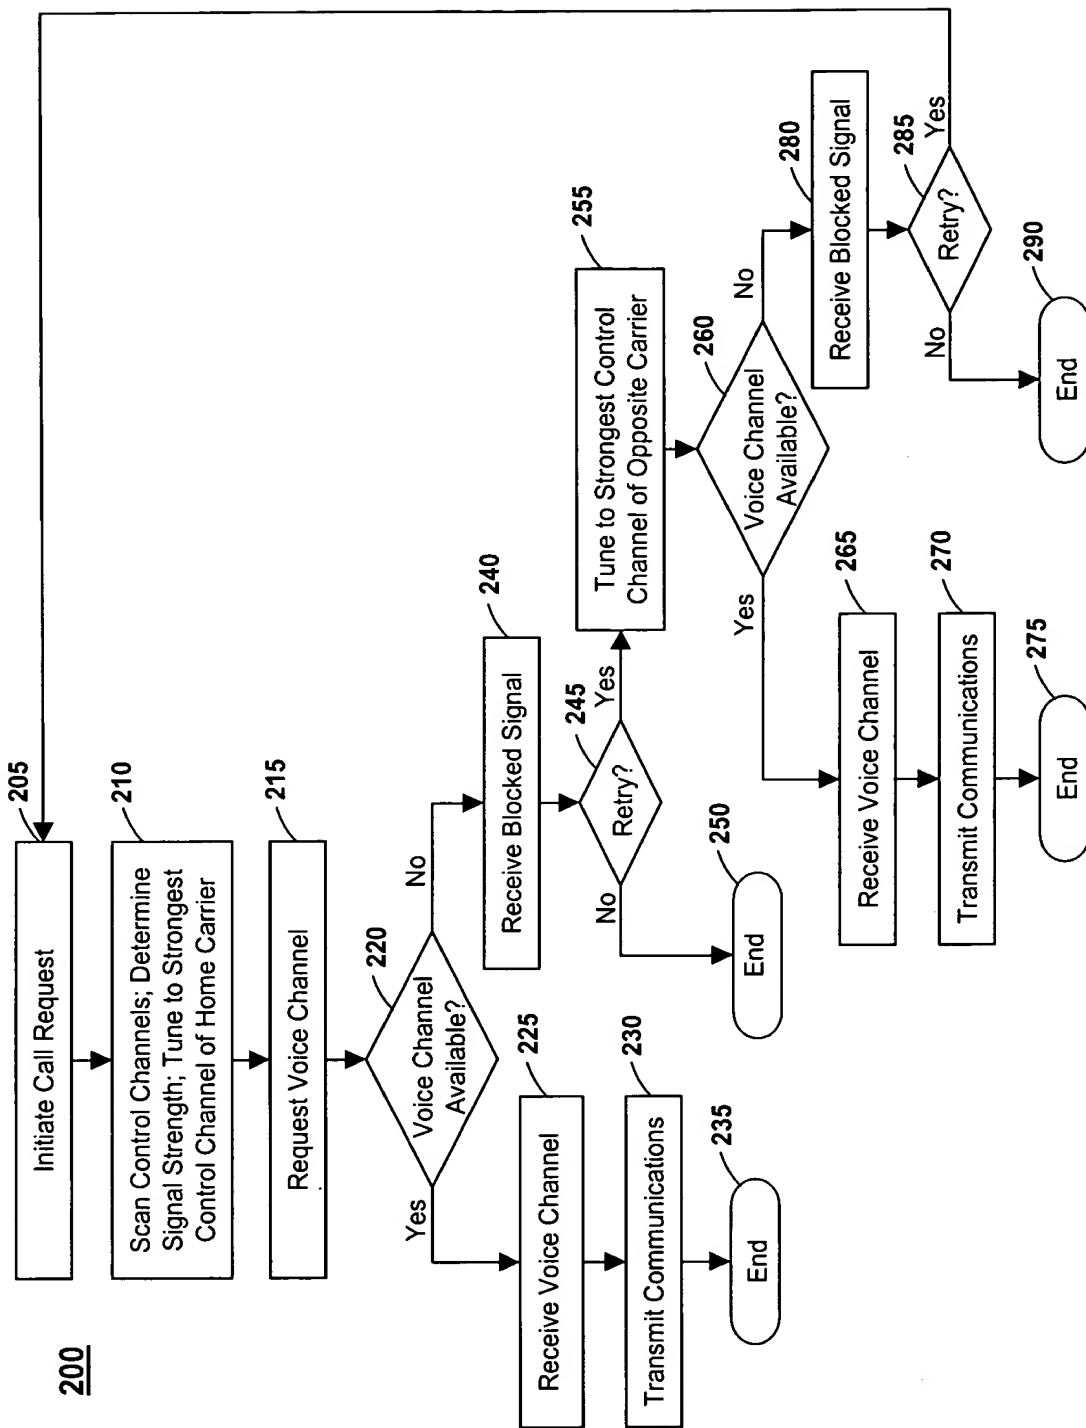 200
205
Initiate Call Request
210
Scan Control Channels; Determine
Signal Strength; Tune to Strongest
Control Channel of Home Carrier
215
Request Voice Channel
220
Voice Channel
Available?
Yes
No
225
Receive Voice Channel
230
Transmit Communications
235
End
240
Receive Blocked Signal
245
Retry?
No
Yes
250
End
255
Tune to Strongest Control
Channel of Opposite Carrier
260
Voice Channel
Available?
Yes
No
265
Receive Voice Channel
270
Transmit Communications
275
End
280
Receive Blocked Signal
285
Retry?
No
Yes
290
End